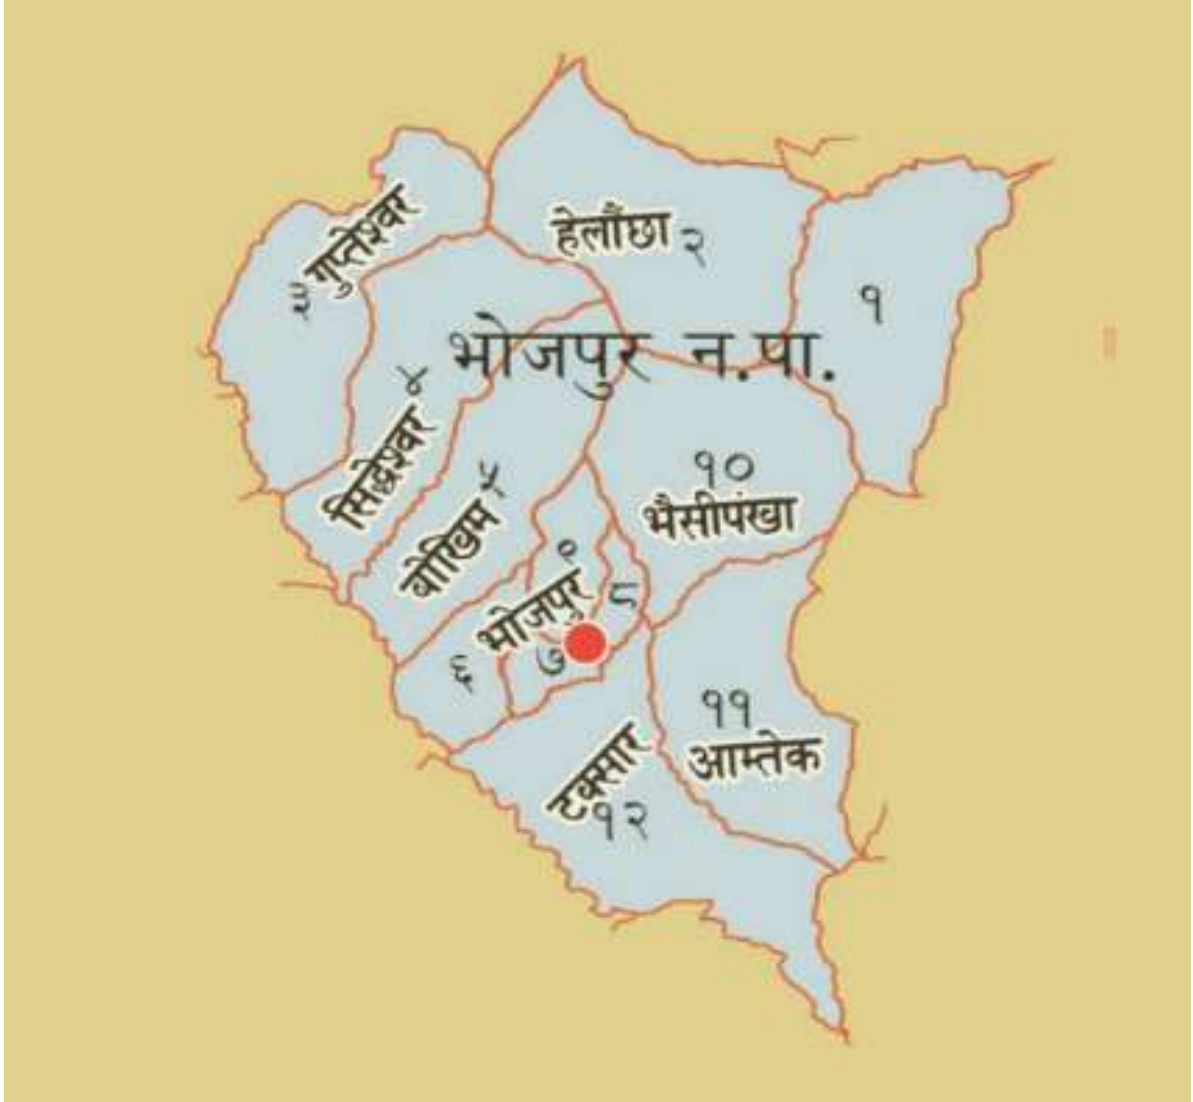 गुप्तेश्वर
३
हेलौंछा २
१
भोजपुर न.पा.
४
सिद्धेश्वर
५
बोखिम
१०
भैसीपंखा
९
भोजपुर
८
६
७
११
आम्तेक
टक्सार
१२